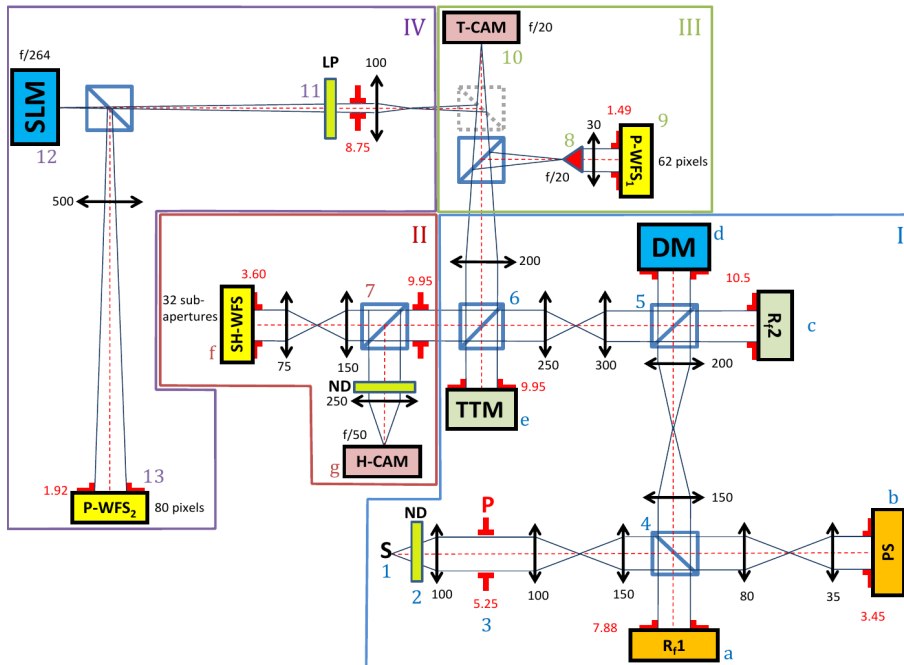 IV
III
T-CAM
f/20
10
f/264
LP
100
11
SLM
12
8.75
1.49
30
9
8
P-WFS1
62 pixels
f/20
500
II
I
d
DM
200
3.60
9.95
10.5
7
6
5
32 sub-
apertures
SH-WFS
f
Rf2
c
75
150
250
300
200
ND
250
9.95
TTM
e
f/50
g
H-CAM
13
1.92
P-WFS2
80 pixels
150
b
ND
P
4
S
1
PS
100
2
5.25
3
100
150
80
35
3.45
7.88
Rf1
a